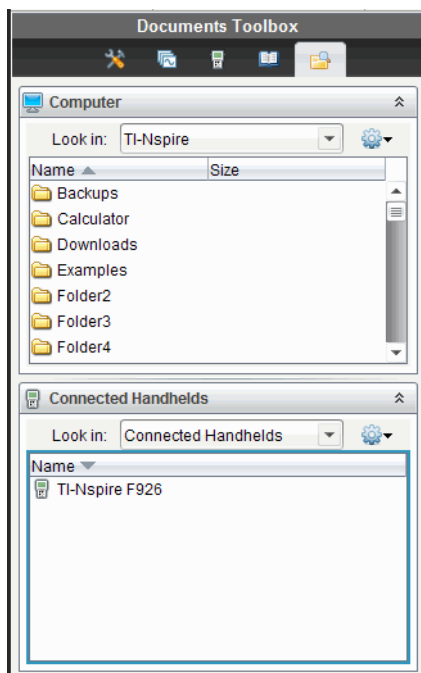 Documents Toolbox
Computer
Look in: TI-Nspire
Name Size
Backups
Calculator
Downloads
Examples
Folder2
Folder3
Folder4
Connected Handhelds
Look in: Connected Handhelds
Name
TI-Nspire F926